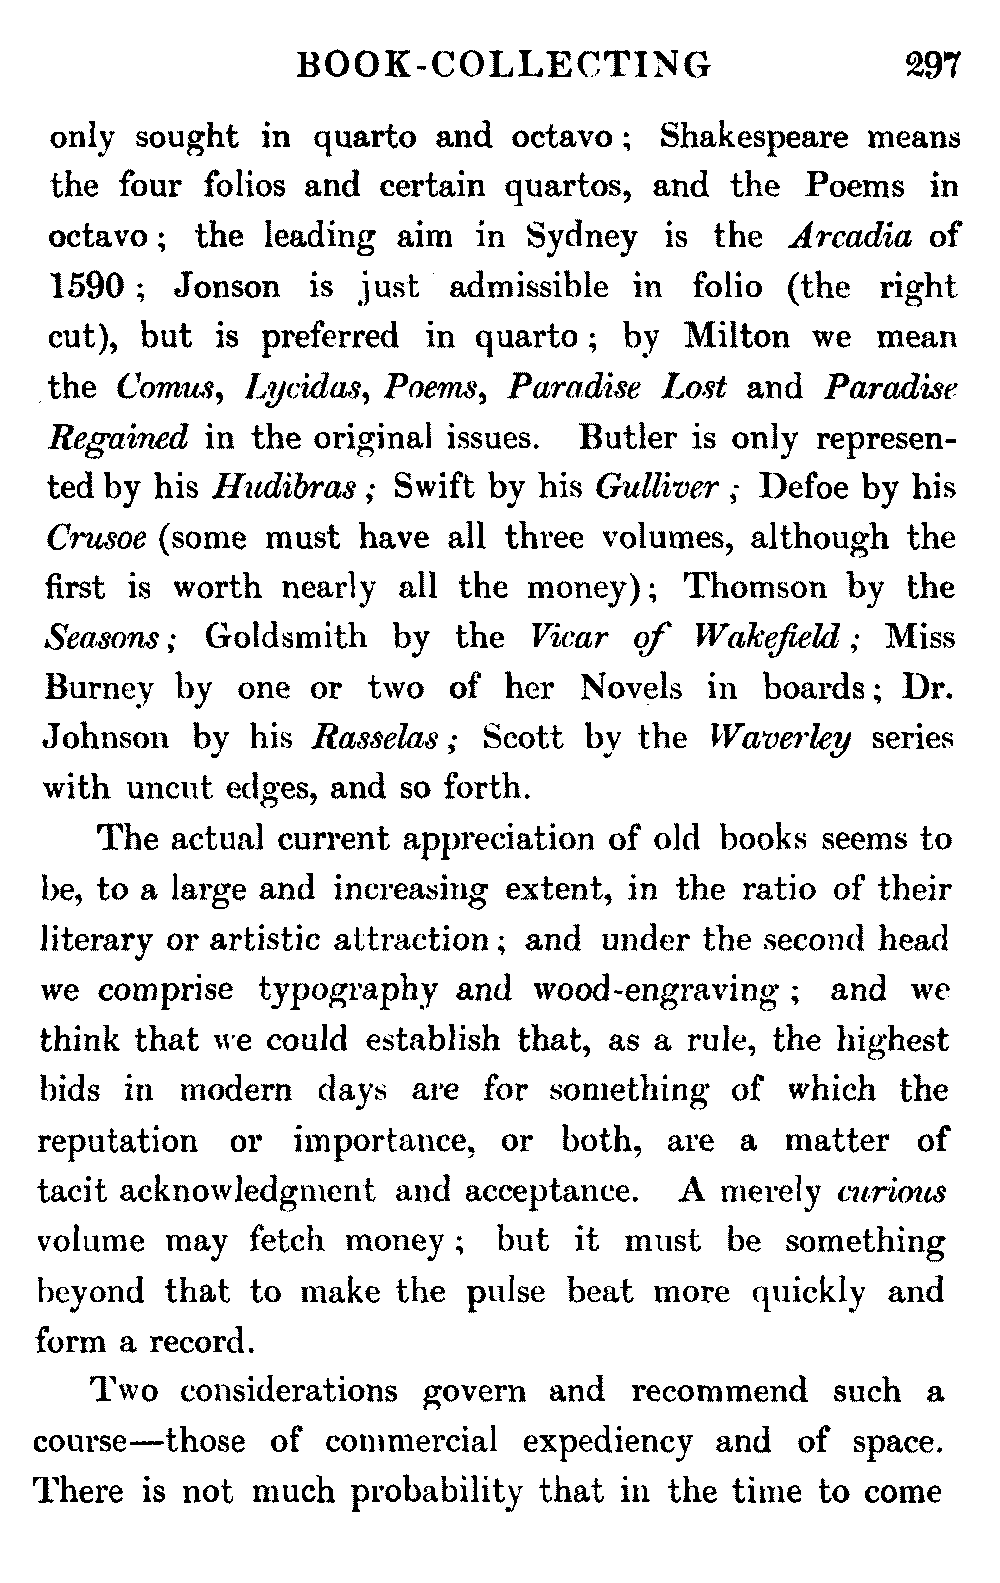 BOOK-COLLECTING 297
only sought in quarto and octavo; Shakespeare means
the four folios and certain quartos, and the Poems in
octavo; the leading aim in Sydney is the Arcadia of
1590; Jonson is just admissible in folio (the right
cut), but is preferred in quarto; by Milton we mean
the Comus, Lycidas, Poems, Paradise Lost and Paradise
Regained in the original issues. Butler is only represen-
ted by his Hudibras; Swift by his Gulliver; Defoe by his
Crusoe (some must have all three volumes, although the
first is worth nearly all the money); Thomson by the
Seasons; Goldsmith by the Vicar of Wakefield; Miss
Burney by one or two of her Novels in boards; Dr.
Johnson by his Rasselas; Scott by the Waverley series
with uncut edges, and so forth.
The actual current appreciation of old books seems to
be, to a large and increasing extent, in the ratio of their
literary or artistic attraction; and under the second head
we comprise typography and wood-engraving; and we
think that we could establish that, as a rule, the highest
bids in modern days are for something of which the
reputation or importance, or both, are a matter of
tacit acknowledgment and acceptance. A merely curious
volume may fetch money; but it must be something
beyond that to make the pulse beat more quickly and
form a record.
Two considerations govern and recommend such a
course—those of commercial expediency and of space.
There is not much probability that in the time to come